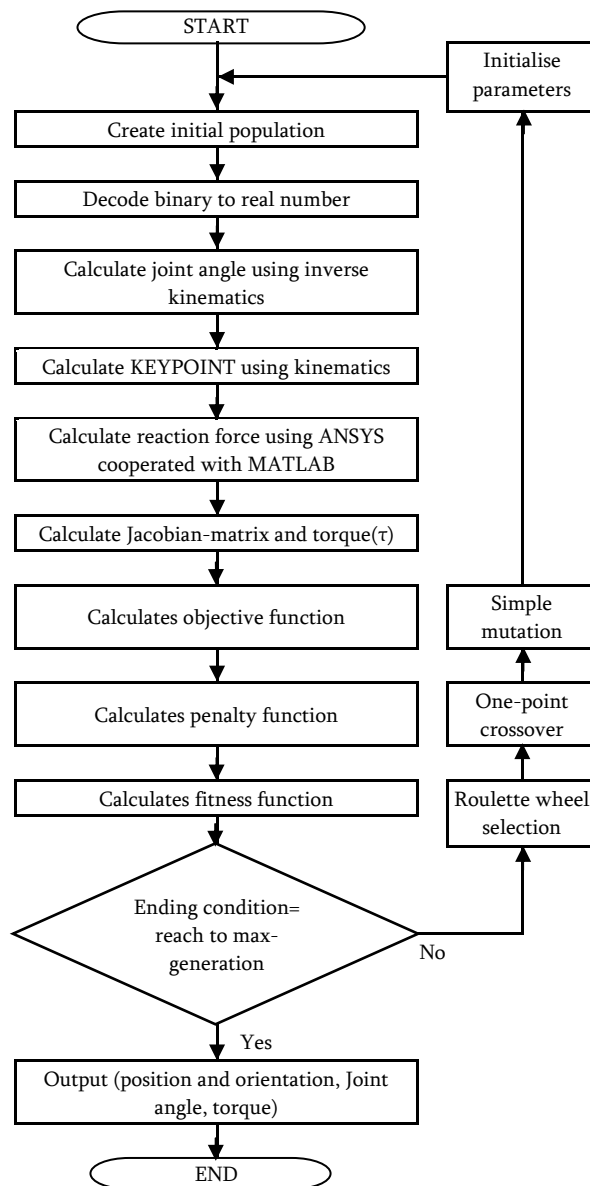 START
Initialise
parameters
Create initial population
Decode binary to real number
Calculate joint angle using inverse
kinematics
Calculate KEYPOINT using kinematics
Calculate reaction force using ANSYS
cooperated with MATLAB
Calculate Jacobian-matrix and torque(τ)
Calculates objective function
Simple
mutation
Calculates penalty function
One-point
crossover
Calculates fitness function
Roulette wheel
selection
Ending condition=
reach to max-
generation
No
Yes
Output (position and orientation, Joint
angle, torque)
END